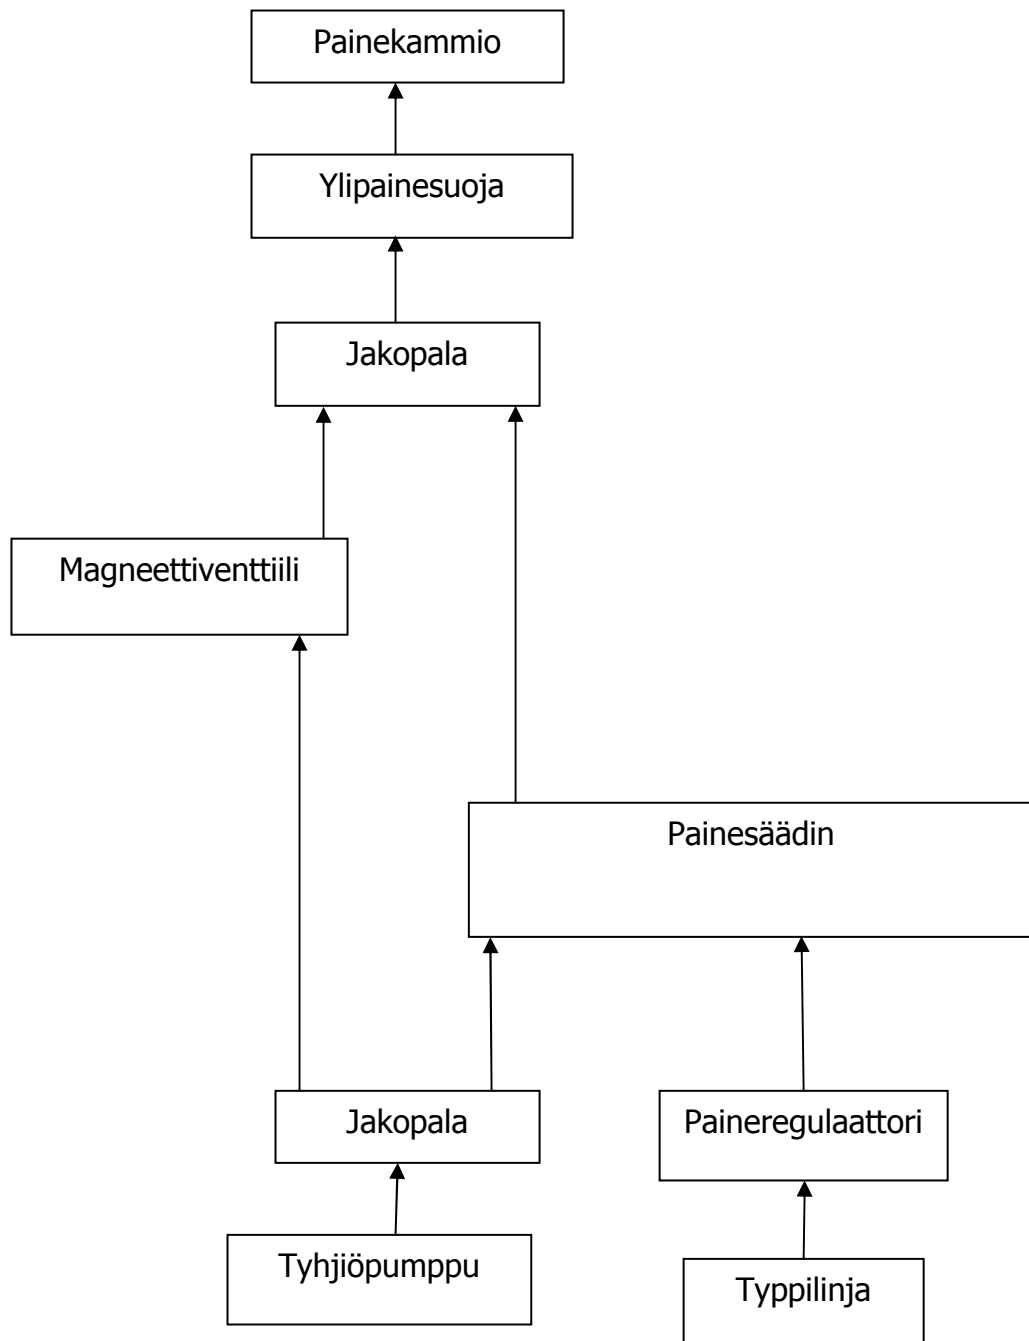 Painekammio
Ylipainesuoja
Jakopala
Magneettiventtiili
Painesäädin
Jakopala
Paineregulaattori
Tyhjiöpumppu
Typpilinja